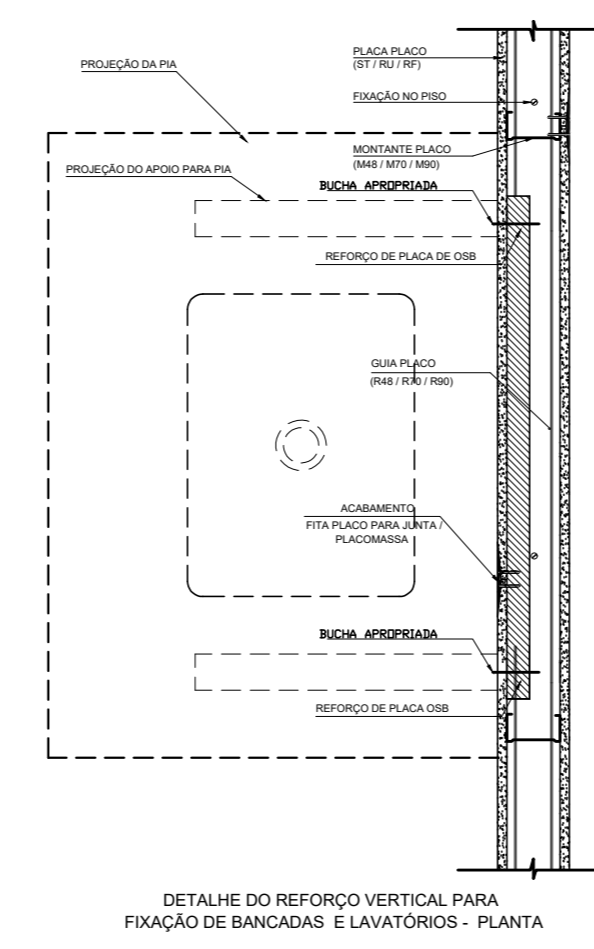 PLACA PLACO
(ST / RU / RF)
PROJEÇÃO DA PIA
FIXAÇÃO NO PISO
MONTANTE PLACO
(M48 / M70 / M90)
PROJEÇÃO DO APOIO PARA PIA
BUCHA APROPRIADA
REFORÇO DE PLACA DE OSB
GUIA PLACO
(R48 / R70 / R90)
ACABAMENTO
FITA PLACO PARA JUNTA /
PLACOMASSA
BUCHA APROPRIADA
REFORÇO DE PLACA OSB
DETALHE DO REFORÇO VERTICAL PARA
FIXAÇÃO DE BANCADAS E LAVATÓRIOS - PLANTA